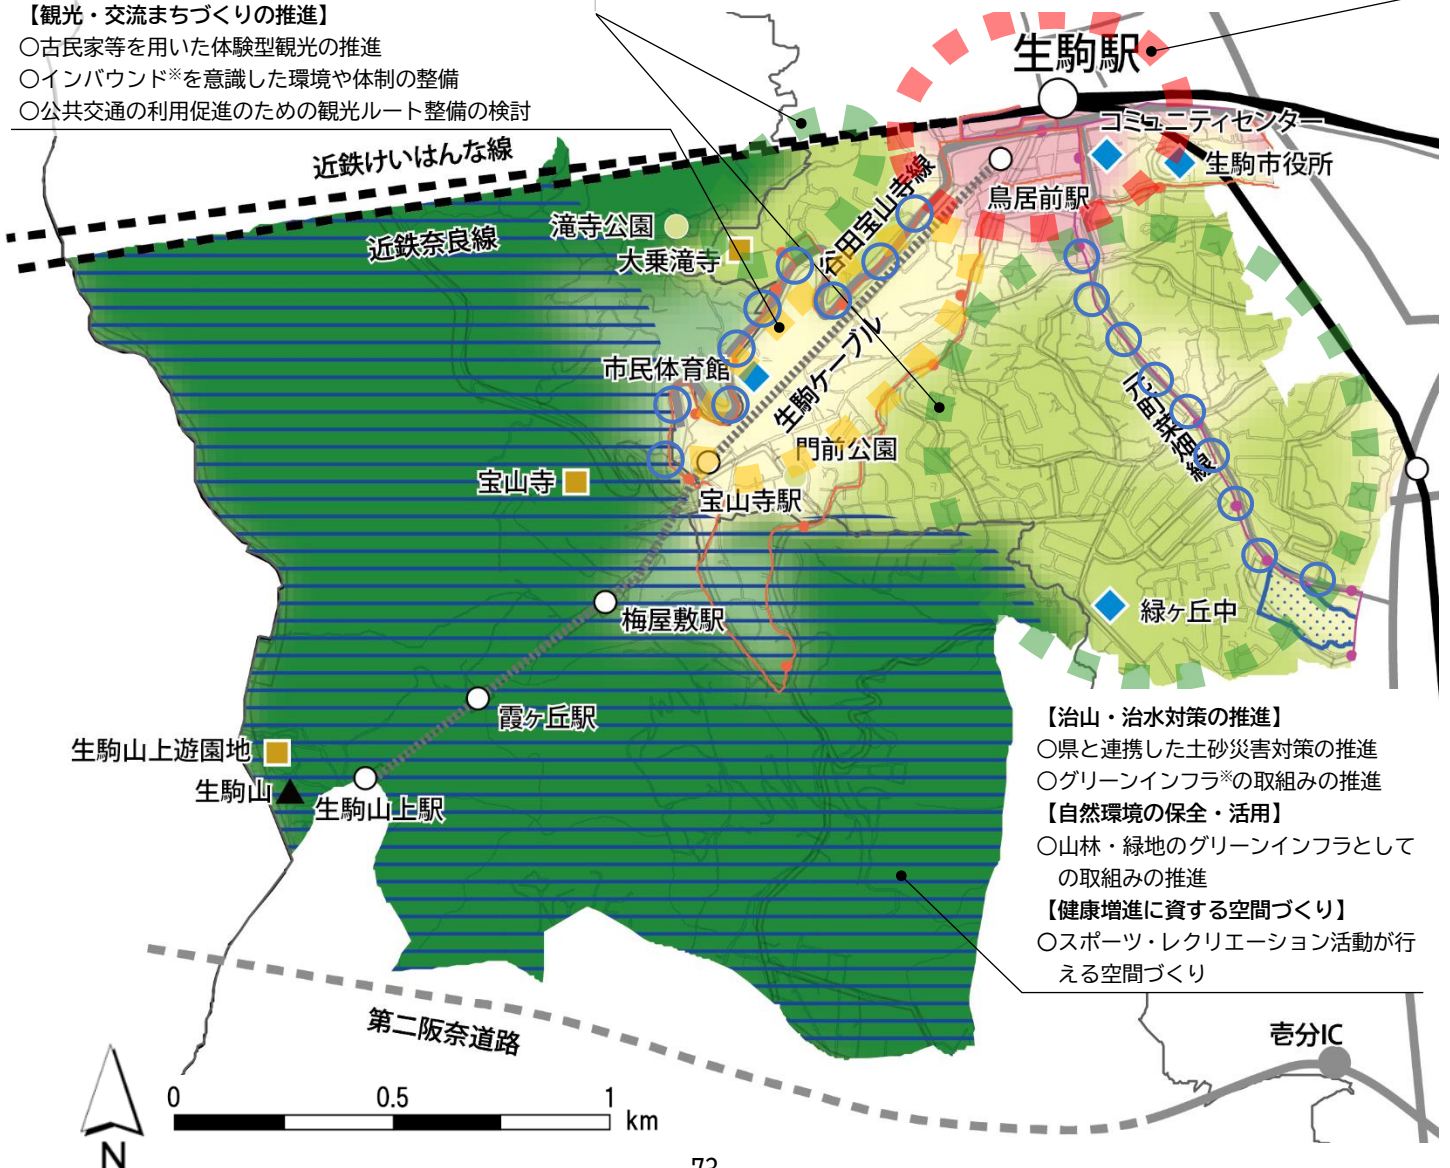 【観光・交流まちづくりの推進】
○古民家等を用いた体験型観光の推進
○インバウンド※を意識した環境や体制の整備
○公共交通の利用促進のための観光ルート整備の検討
生駒駅
コミュニティセンター
生駒市役所
鳥居前駅
近鉄けいはんな線
近鉄奈良線
滝寺公園
大乗滝寺
谷田宝山寺線
市民体育館
生駒ケーブル
元町菜畑線
門前公園
宝山寺
宝山寺駅
梅屋敷駅
緑ヶ丘中
霞ヶ丘駅
生駒山上遊園地
生駒山
生駒山上駅
【治山・治水対策の推進】
○県と連携した土砂災害対策の推進
○グリーンインフラ※の取組みの推進
【自然環境の保全・活用】
○山林・緑地のグリーンインフラとして
の取組みの推進
【健康増進に資する空間づくり】
○スポーツ・レクリエーション活動が行
える空間づくり
第二阪奈道路
壱分IC
0 0.5 1 km
N
73